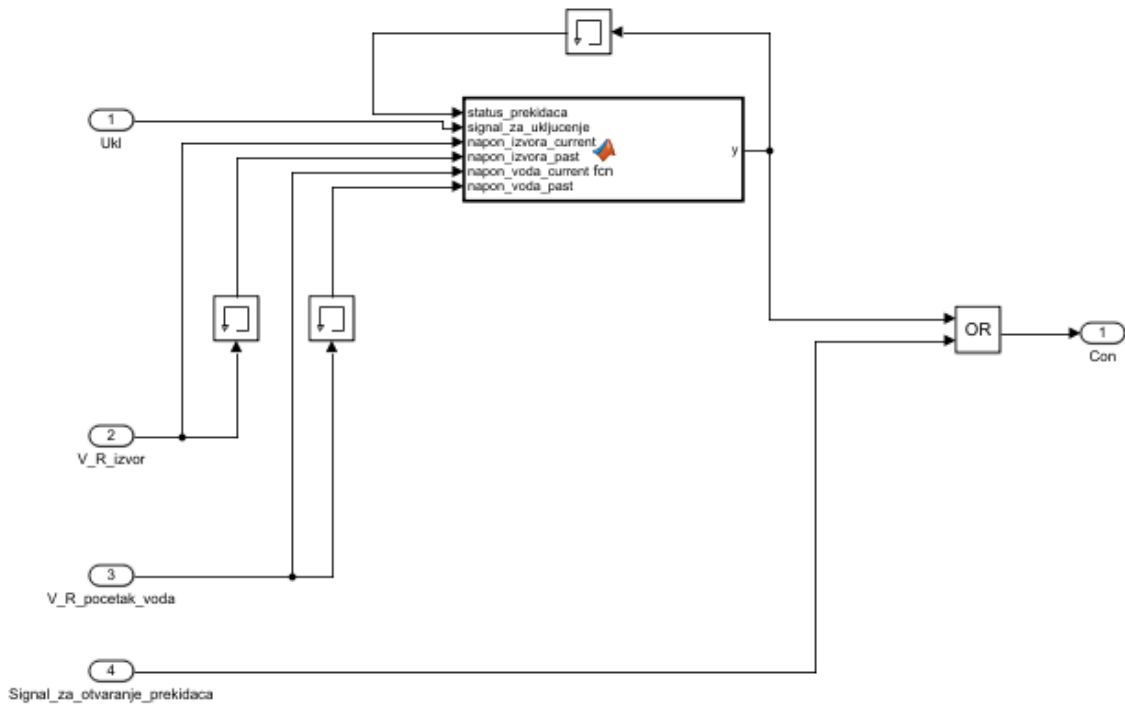 status_prekidaca
signal_za_ukljucenje
napon_izvora_current
napon_izvora_past
napon_voda_current fcn
napon_voda_past
y
1
Ukl
OR
1
Con
2
V_R_izvor
3
V_R_pocetak_voda
4
Signal_za_otvaranje_prekidaca